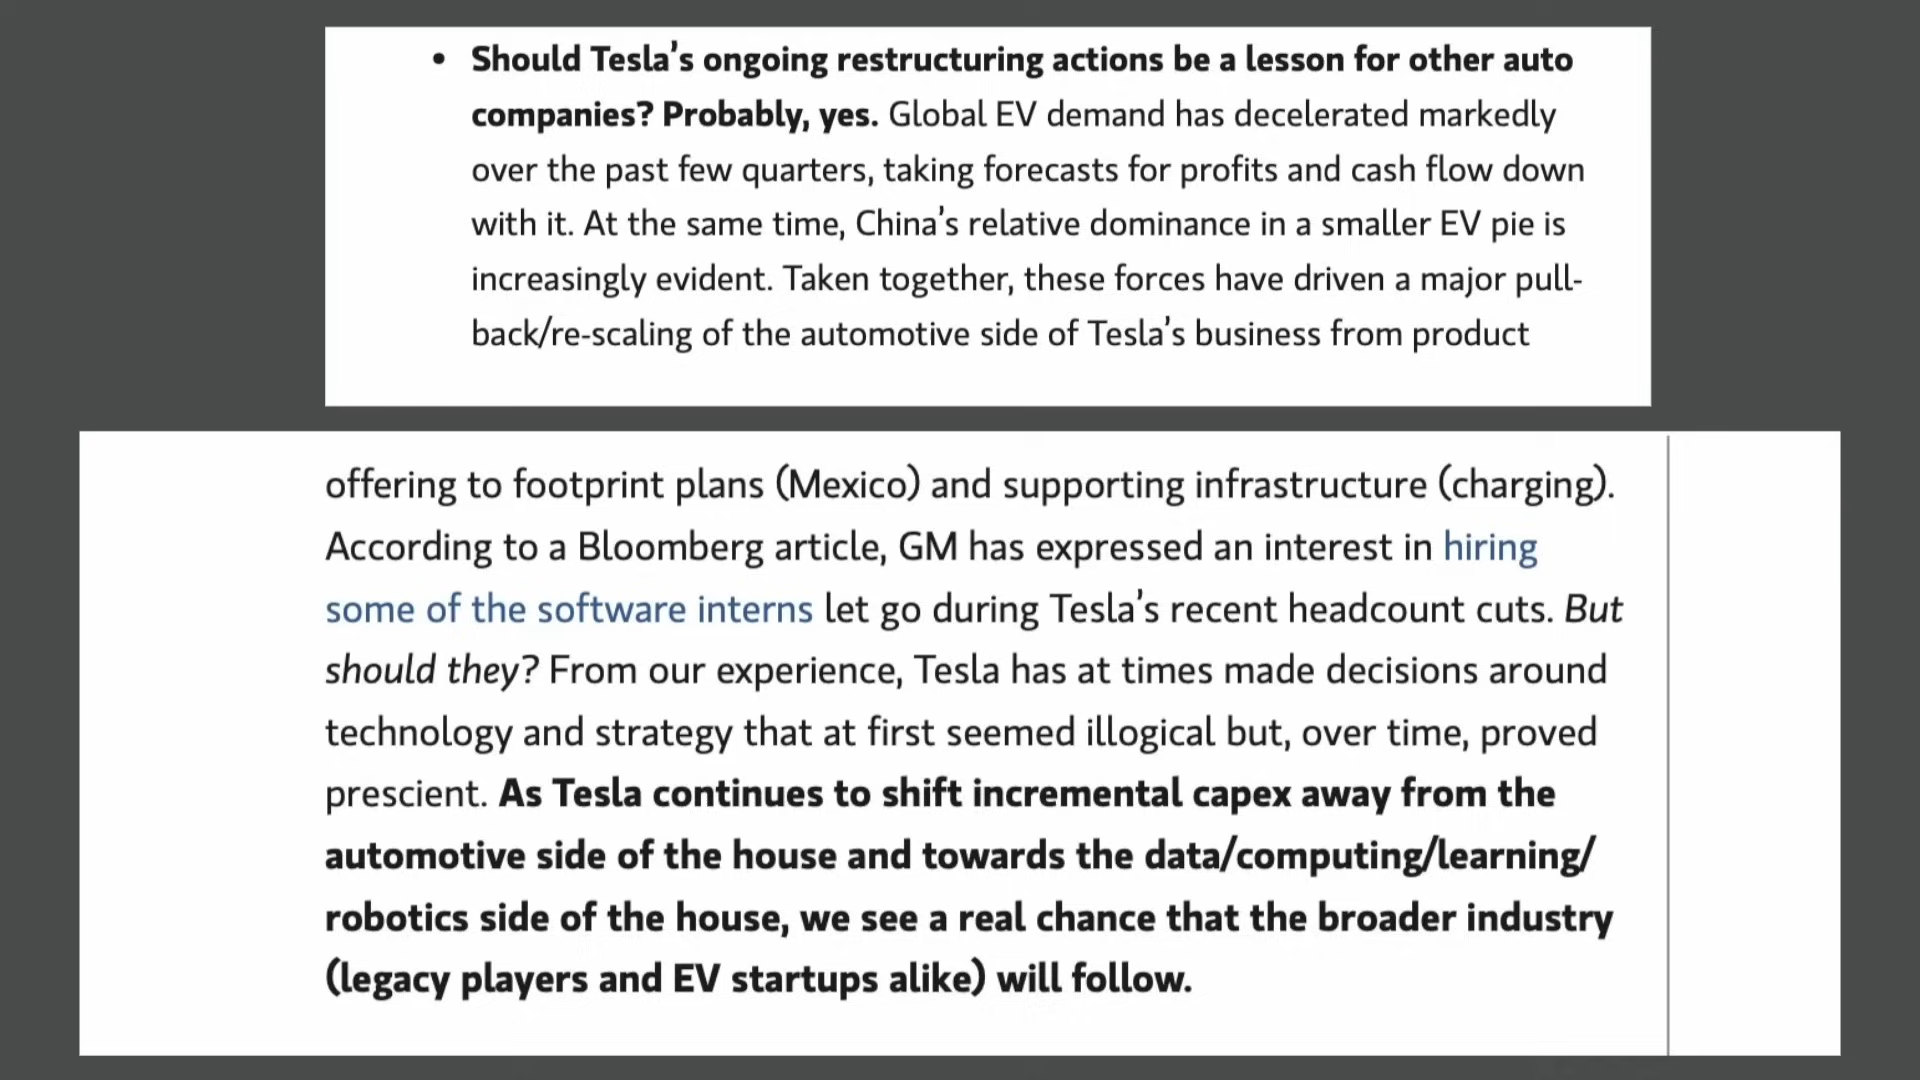 • Should Tesla's ongoing restructuring actions be a lesson for other auto
companies? Probably, yes. Global EV demand has decelerated markedly
over the past few quarters, taking forecasts for profits and cash flow down
with it. At the same time, China's relative dominance in a smaller EV pie is
increasingly evident. Taken together, these forces have driven a major pull-
back/re-scaling of the automotive side of Tesla's business from product
offering to footprint plans (Mexico) and supporting infrastructure (charging).
According to a Bloomberg article, GM has expressed an interest in hiring
some of the software interns let go during Tesla's recent headcount cuts. But
should they? From our experience, Tesla has at times made decisions around
technology and strategy that at first seemed illogical but, over time, proved
prescient. As Tesla continues to shift incremental capex away from the
automotive side of the house and towards the data/computing/learning/
robotics side of the house, we see a real chance that the broader industry
(legacy players and EV startups alike) will follow.